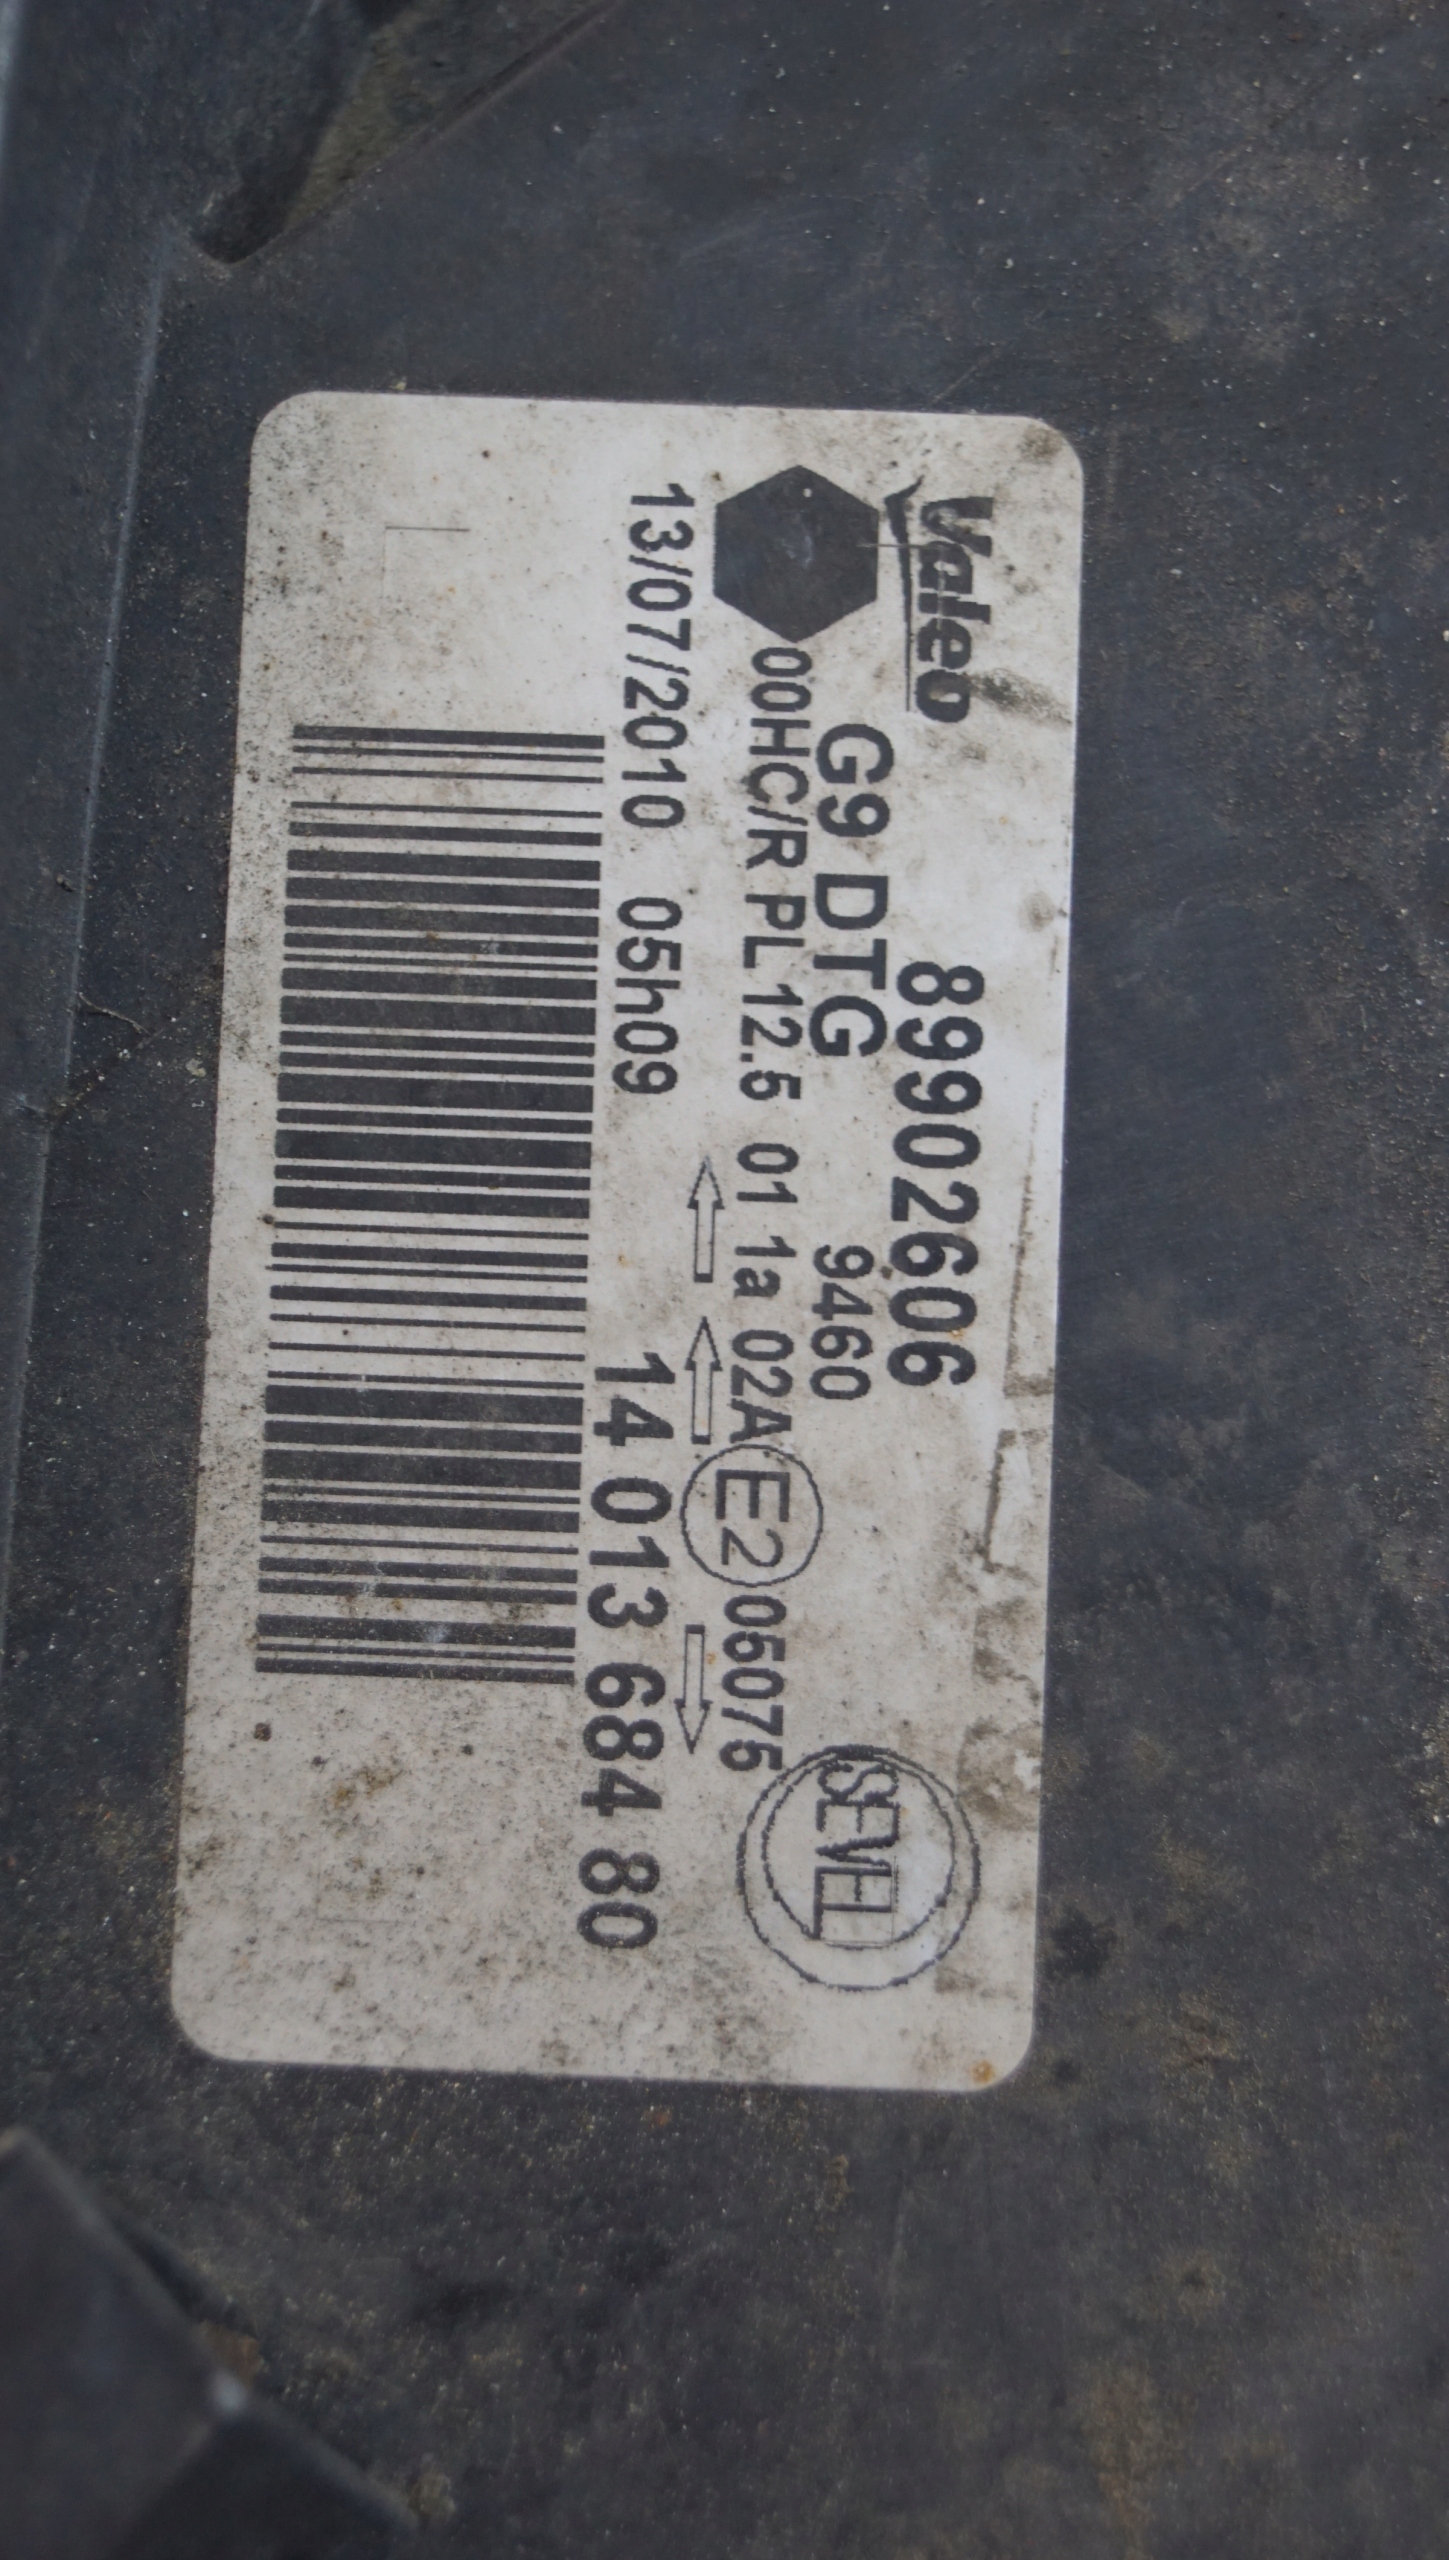 Valeo 89902606
G9 DTG 9460
00HC/R PL 12.5 01 1a 02A E2 05075 SEVEL
13/07/2010 05h09
14 013 684 80